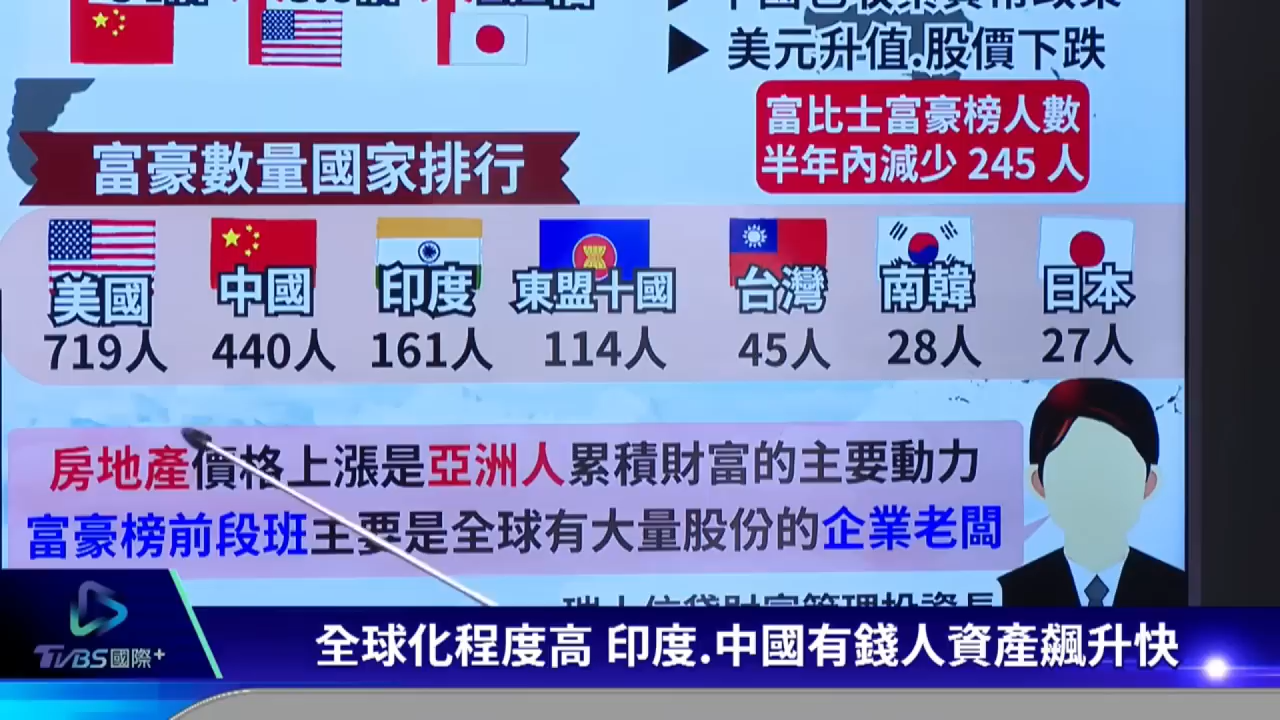 美元升值.股價下跌
富比士富豪榜人數
半年內減少 245 人
富豪數量國家排行
美國 中國 印度 東盟十國 台灣 南韓 日本
719人 440人 161人 114人 45人 28人 27人
房地產價格上漲是亞洲人累積財富的主要動力
富豪榜前段班主要是全球有大量股份的企業老闆
TVBS國際+
全球化程度高 印度.中國有錢人資產飆升快